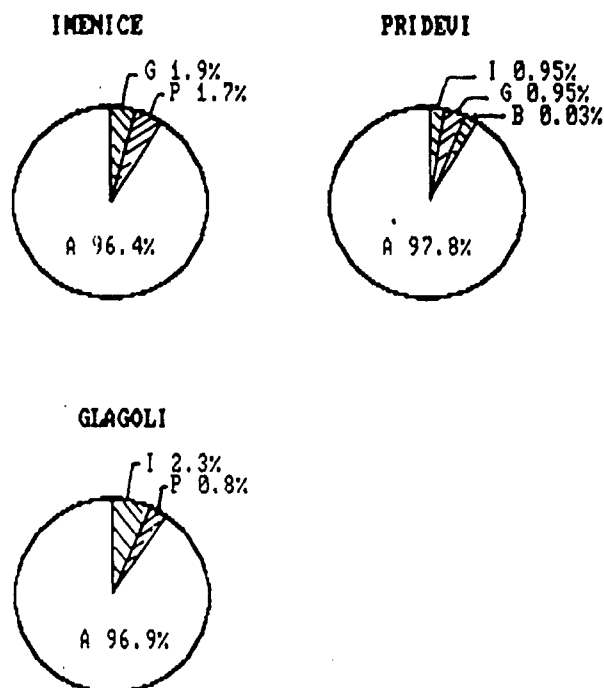 IMENICE
G 1.9%
P 1.7%
A 96.4%
PRIDEVI
I 0.95%
G 0.95%
B 0.03%
A 97.8%
GLAGOLI
I 2.3%
P 0.8%
A 96.9%